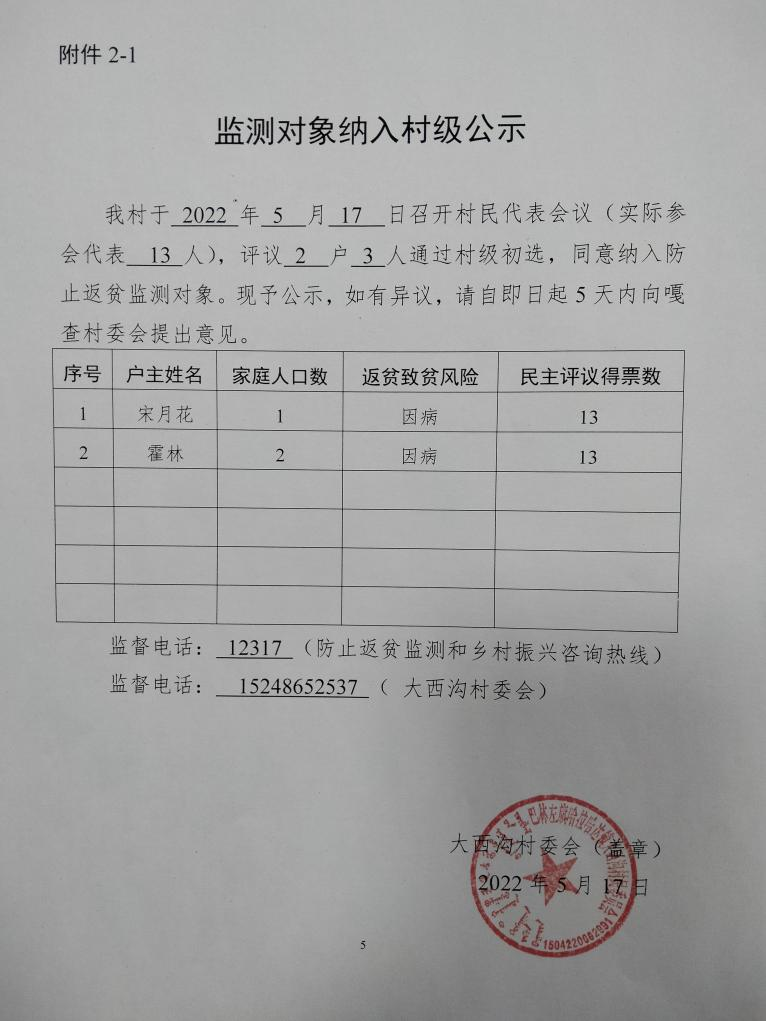 附件 2-1
监测对象纳入村级公示
我村于 2022 年 5 月 17 日召开村民代表会议（实际参
会代表 13 人），评议 2 户 3 人通过村级初选，同意纳入防
止返贫监测对象。现予公示，如有异议，请自即日起 5 天内向嘎
查村委会提出意见。
序号 户主姓名 家庭人口数 返贫致贫风险 民主评议得票数
1 宋月花 1 因病 13
2 霍林 2 因病 13
监督电话： 12317 （防止返贫监测和乡村振兴咨询热线）
监督电话： 15248652537 （ 大西沟村委会）
大西沟村委会（盖章）
2022 年 5 月 17 日
5